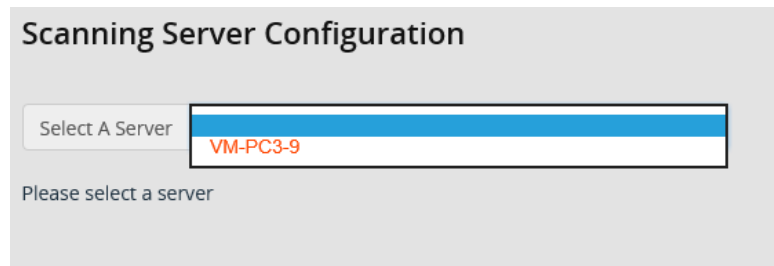 Scanning Server Configuration
Select A Server
VM-PC3-9
Please select a server